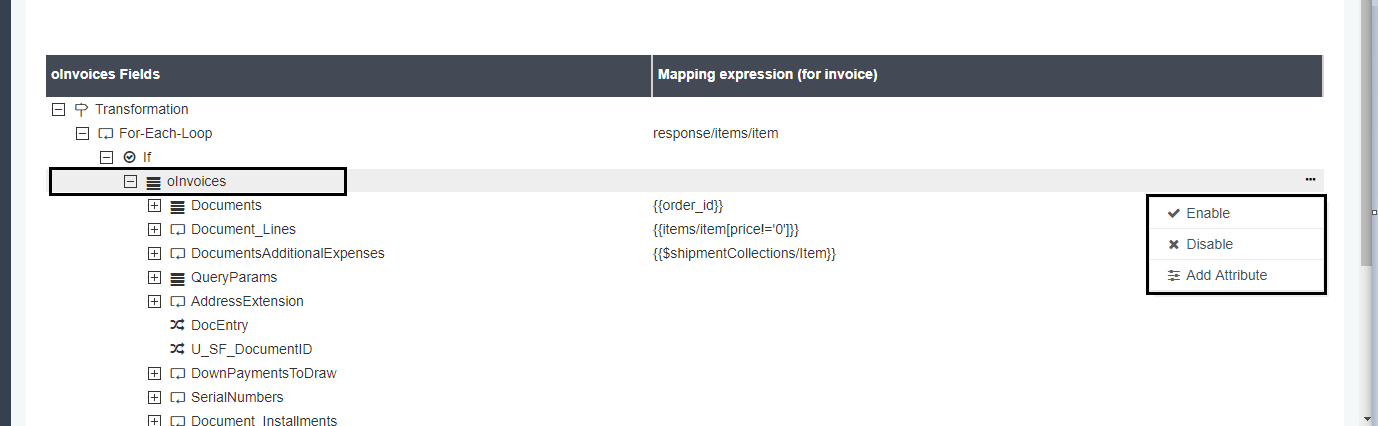 oInvoices Fields Mapping expression (for invoice)
Transformation
For-Each-Loop response/items/item
If
oInvoices ...
Documents {{order_id}}
Document_Lines {{items/item[price!='0']}}
DocumentsAdditionalExpenses {{$shipmentCollections/Item}}
QueryParams
AddressExtension
DocEntry
U_SF_DocumentID
DownPaymentsToDraw
SerialNumbers
Document_Installments
Enable
Disable
Add Attribute